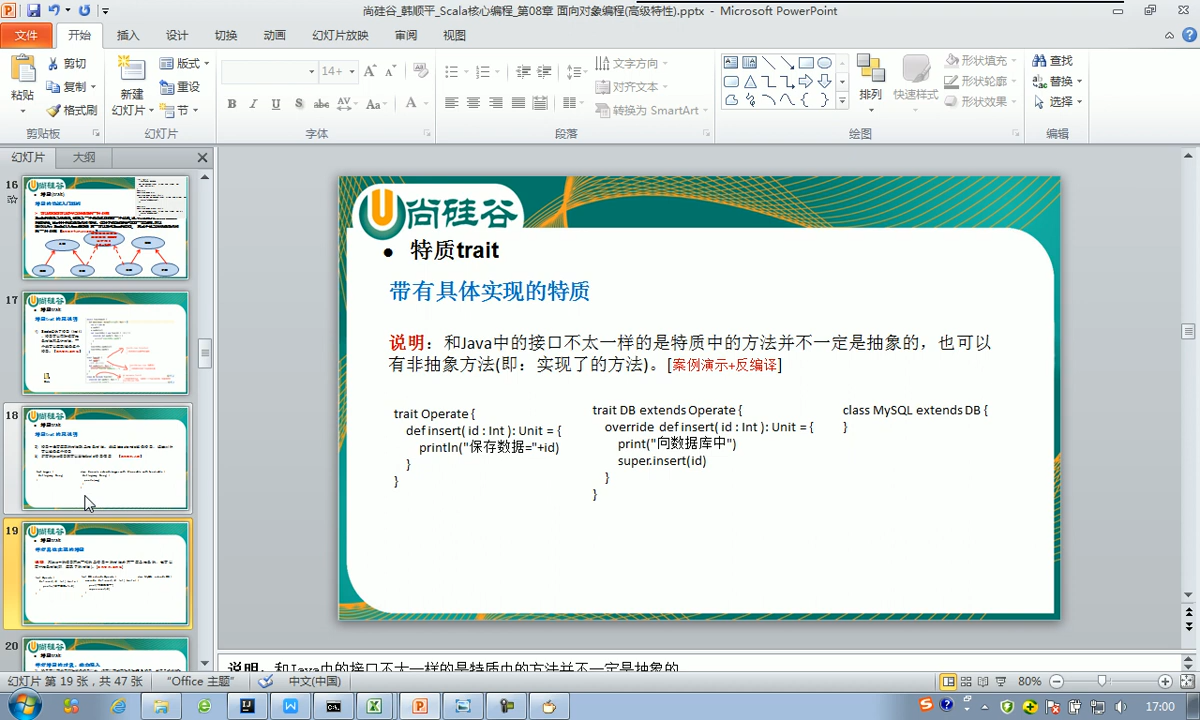 尚硅谷_韩顺平_Scala核心编程_第08章 面向对象编程(高级特性).pptx - Microsoft PowerPoint
文件 开始 插入 设计 切换 动画 幻灯片放映 审阅 视图
粘贴 剪切 复制 格式刷
新建
幻灯片 版式 重设 节
14+
文字方向
对齐文本
转换为 SmartArt
排列 快速样式
形状填充
形状轮廓
形状效果
查找
替换
选择
剪贴板 幻灯片 字体 段落 绘图 编辑
幻灯片 大纲
16
17
18
19
20
尚硅谷
● 特质trait
带有具体实现的特质
说明：和Java中的接口不太一样的是特质中的方法并不一定是抽象的，也可以
有非抽象方法(即：实现了的方法)。[案例演示+反编译]
trait Operate {
def insert( id : Int ): Unit = {
println("保存数据="+id)
}
}
trait DB extends Operate {
override def insert( id : Int ): Unit = {
print("向数据库中")
super.insert(id)
}
}
class MySQL extends DB {
}
说明：和Java中的接口不太一样的是特质中的方法并不一定是抽象的
幻灯片 第 19 张，共 47 张 "Office 主题" 中文(中国) 80%
17:00